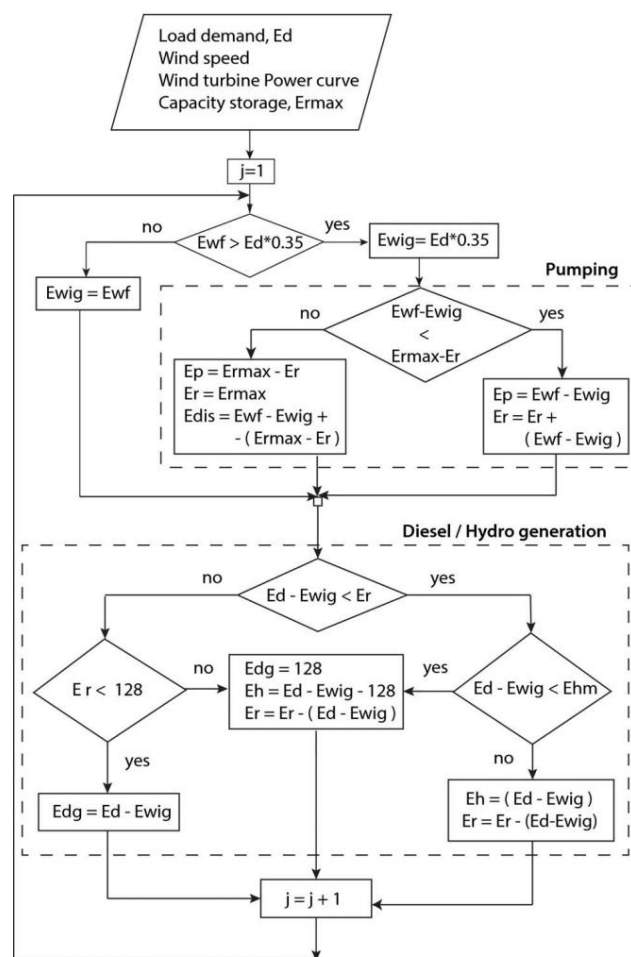 Load demand, Ed
Wind speed
Wind turbine Power curve
Capacity storage, Ermax
j=1
no
Ewf > Ed*0.35
yes
Ewig= Ed*0.35
Ewig = Ewf
Pumping
no
Ewf-Ewig
<
Ermax-Er
yes
Ep = Ermax - Er
Er = Ermax
Edis = Ewf - Ewig +
- ( Ermax - Er )
Ep = Ewf - Ewig
Er = Er +
( Ewf - Ewig )
Diesel / Hydro generation
no
Ed - Ewig < Er
yes
E r < 128
no
Edg = 128
Eh = Ed - Ewig - 128
Er = Er - ( Ed - Ewig )
yes
Ed - Ewig < Ehm
yes
no
Edg = Ed - Ewig
Eh = ( Ed - Ewig )
Er = Er - (Ed-Ewig)
j = j + 1